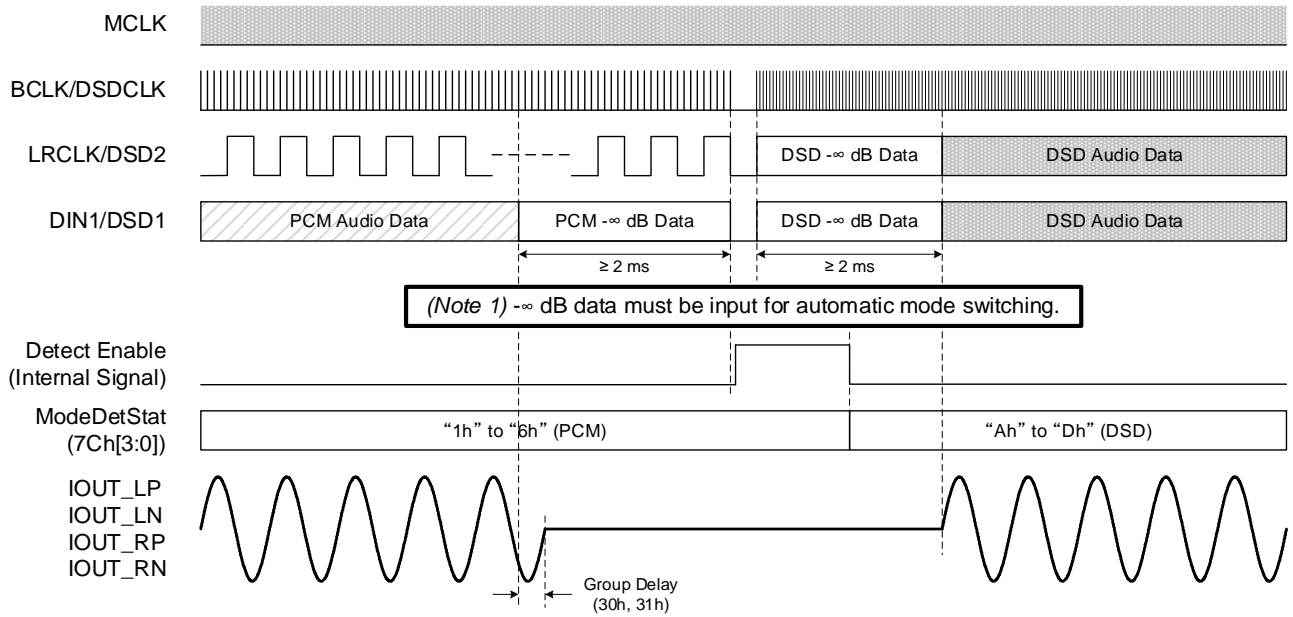 MCLK
BCLK/DSDCLK
LRCLK/DSD2
DSD -∞ dB Data
DSD Audio Data
DIN1/DSD1
PCM Audio Data
PCM -∞ dB Data
DSD -∞ dB Data
DSD Audio Data
≥ 2 ms
≥ 2 ms
(Note 1) -∞ dB data must be input for automatic mode switching.
Detect Enable
(Internal Signal)
ModeDetStat
(7Ch[3:0])
“1h” to “6h” (PCM)
“Ah” to “Dh” (DSD)
IOUT_LP
IOUT_LN
IOUT_RP
IOUT_RN
Group Delay
(30h, 31h)